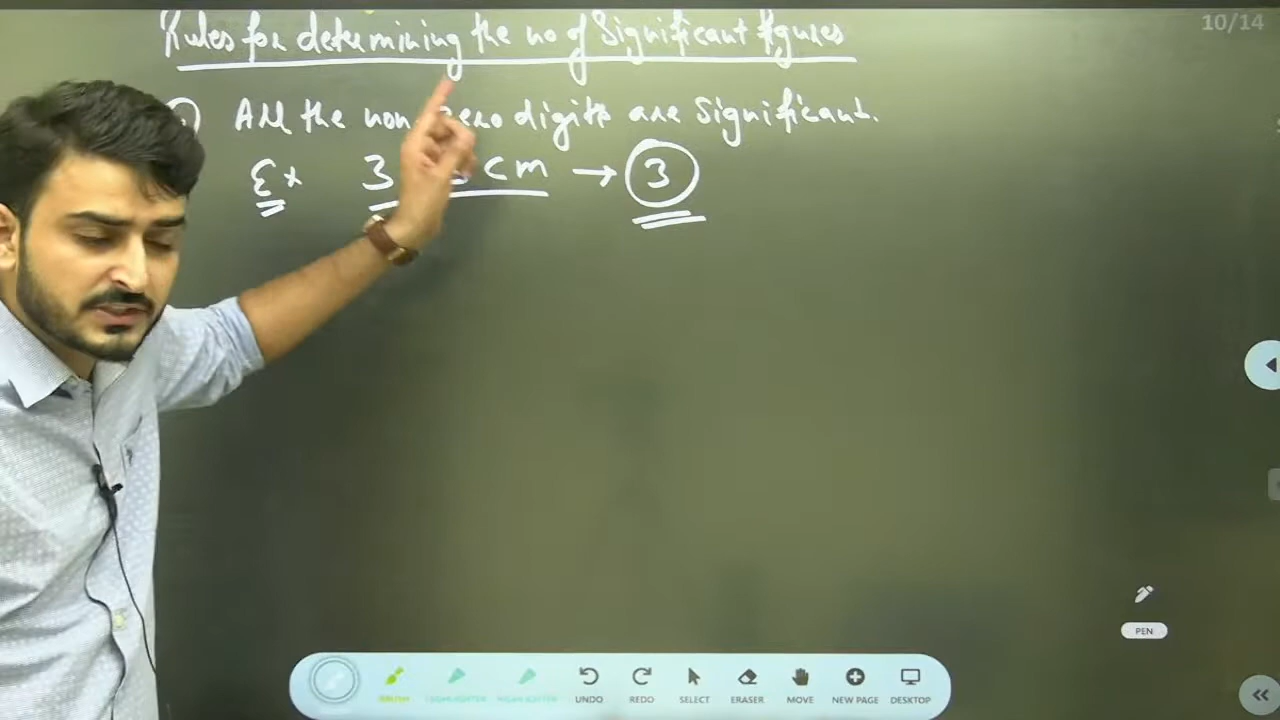 10/14
Rules for determining the no of Significant figures
All the non zero digits are Significant.
Ex 3 cm → 3
PEN
UNDO REDO SELECT ERASER MOVE NEW PAGE DESKTOP